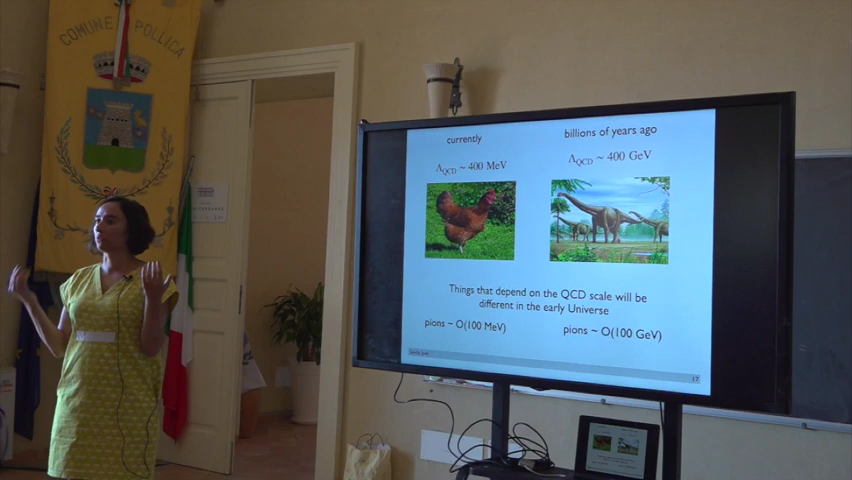 COMUNE POLLICA
currently
billions of years ago
Λ_QCD ~ 400 MeV
Λ_QCD ~ 400 GeV
Things that depend on the QCD scale will be
different in the early Universe
pions ~ O(100 MeV)
pions ~ O(100 GeV)
17